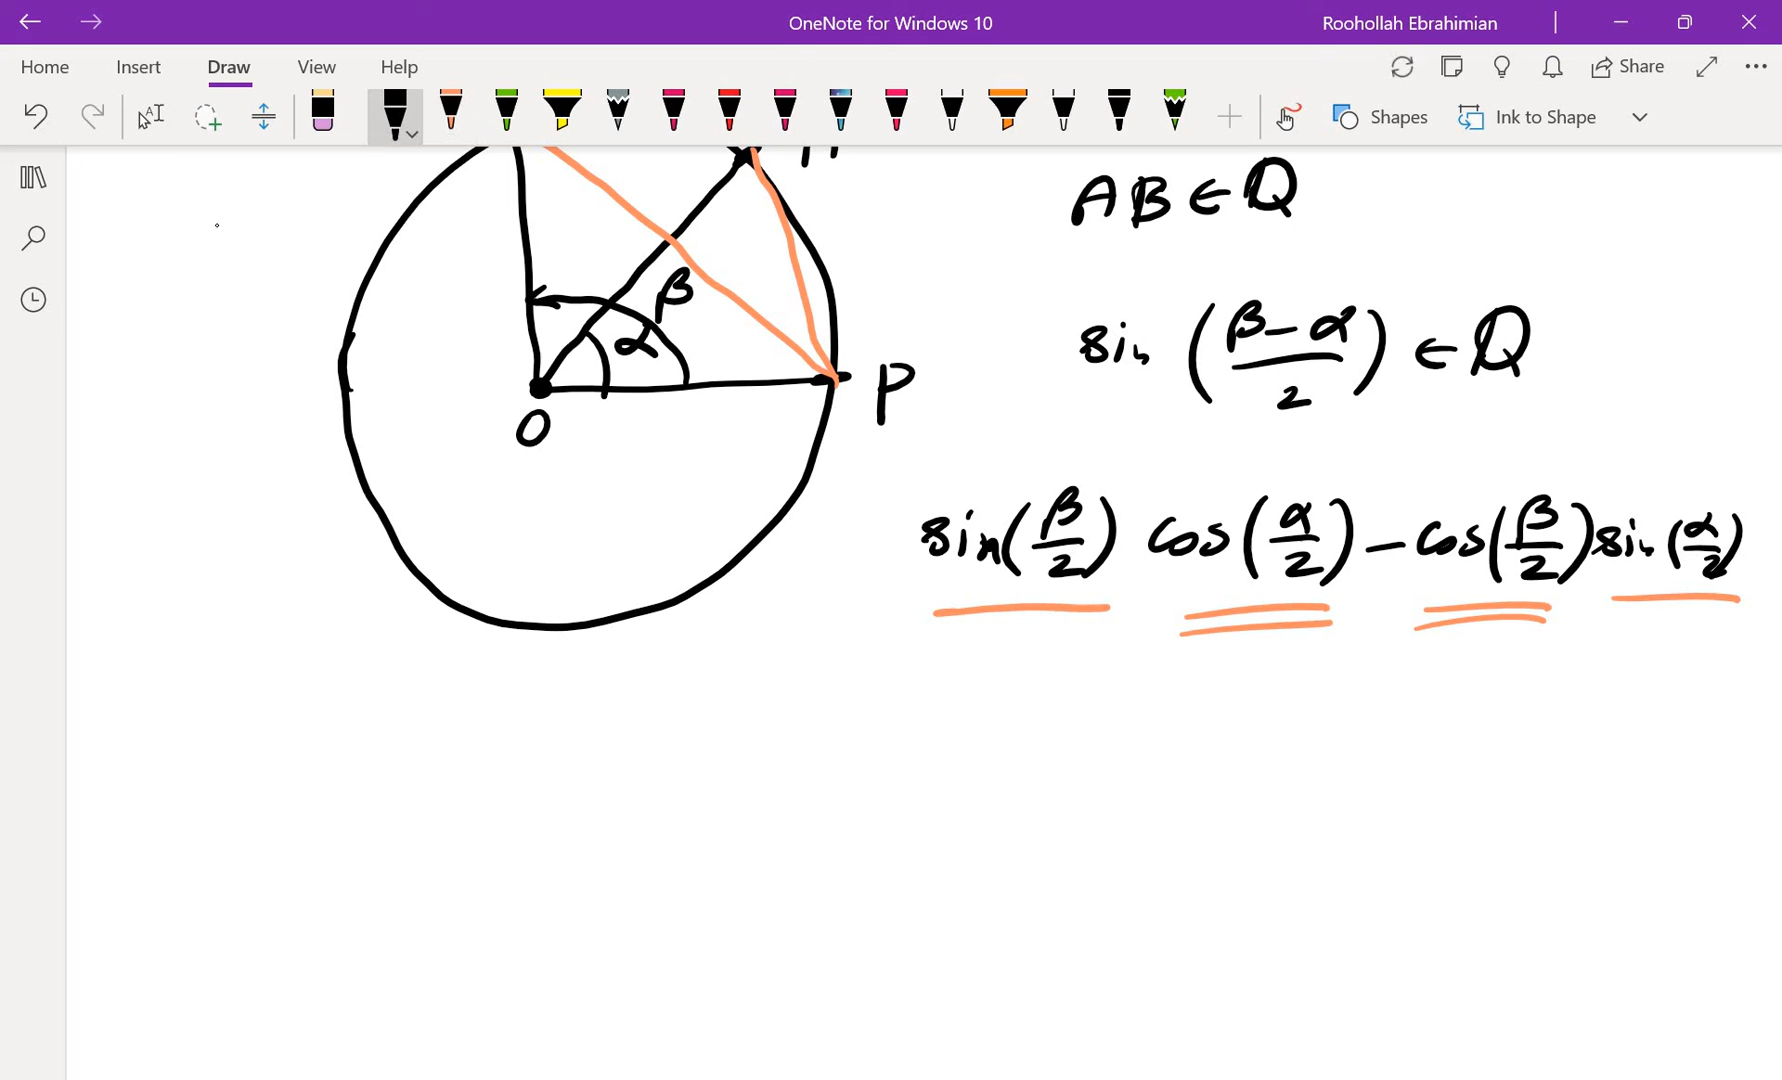 OneNote for Windows 10
Roohollah Ebrahimian
Home Insert Draw View Help
Share
Shapes
Ink to Shape
AB ∈ Q
β
α
sin (β-α/2) ∈ Q
P
O
sin(β/2) cos(α/2) - cos(β/2) sin(α/2)